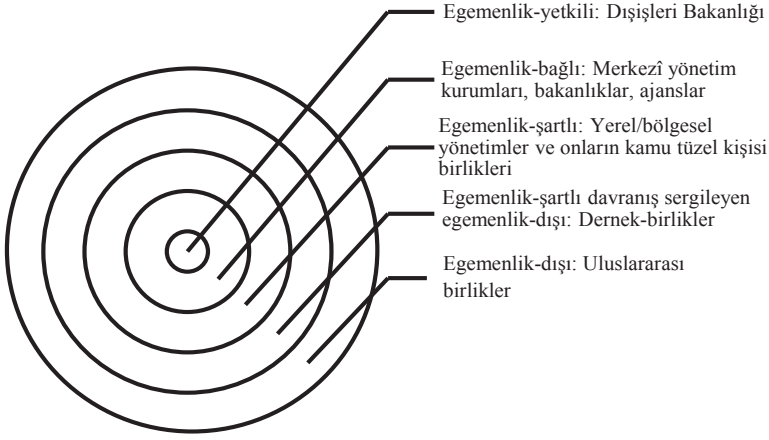 Egemenlik-yetkili: Dışişleri Bakanlığı
Egemenlik-bağlı: Merkezî yönetim
kurumları, bakanlıklar, ajanslar
Egemenlik-şartlı: Yerel/bölgesel
yönetimler ve onların kamu tüzel kişisi
birlikleri
Egemenlik-şartlı davranış sergileyen
egemenlik-dışı: Dernek-birlikler
Egemenlik-dışı: Uluslararası
birlikler